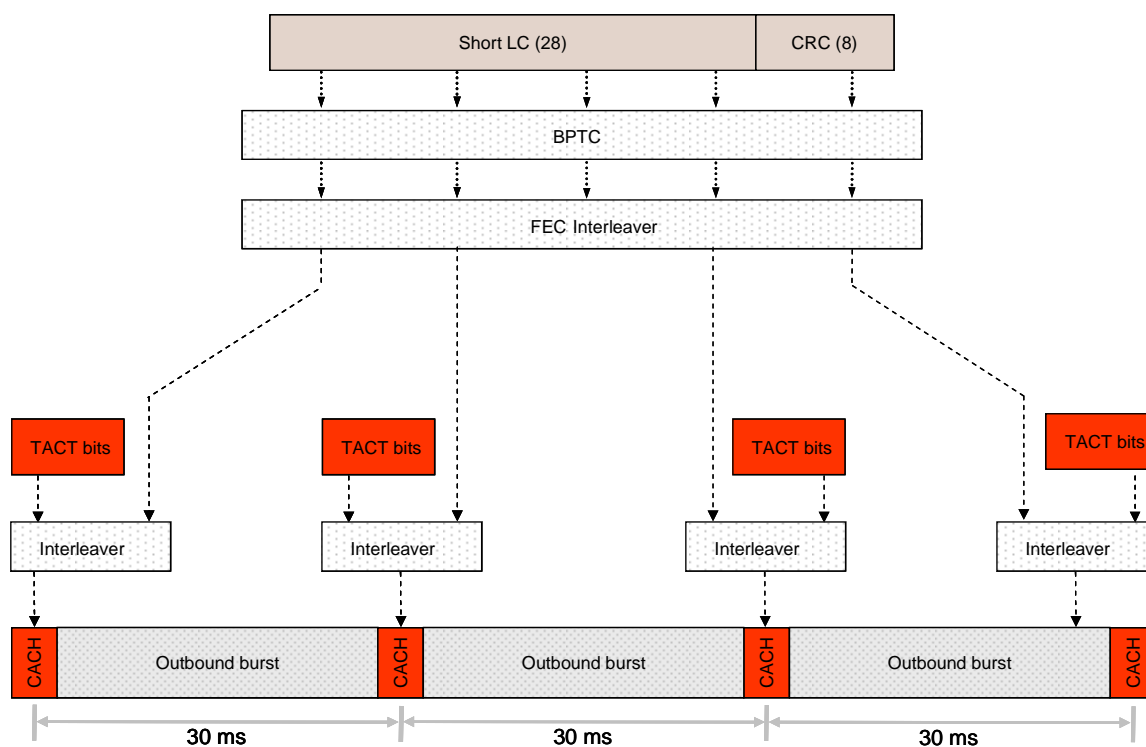 Short LC (28) CRC (8)
BPTC
FEC Interleaver
TACT bits TACT bits TACT bits TACT bits
Interleaver Interleaver Interleaver Interleaver
CACH Outbound burst CACH Outbound burst CACH Outbound burst CACH
30 ms 30 ms 30 ms